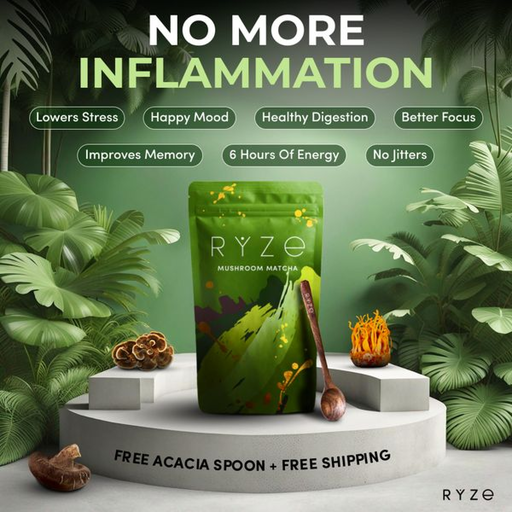 NO MORE
INFLAMMATION
Lowers Stress Happy Mood Healthy Digestion Better Focus
Improves Memory 6 Hours Of Energy No Jitters
RYZE
MUSHROOM MATCHA
RYZE
FREE ACACIA SPOON + FREE SHIPPING
RYZE